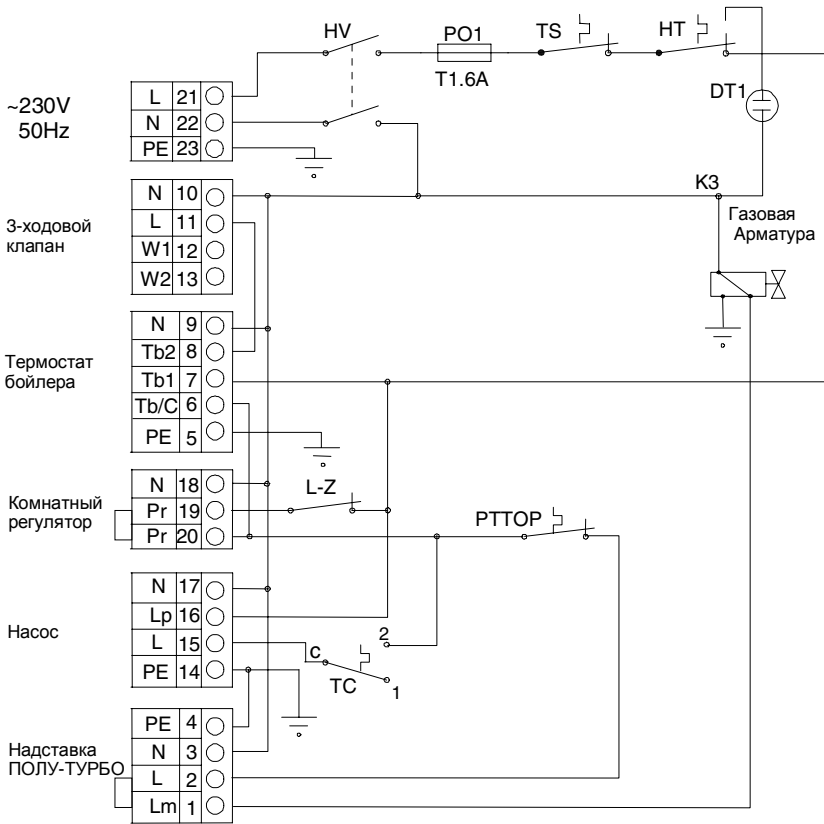 HV
PO1
T1.6A
TS
HT
DT1
~230V
50Hz
L 21
N 22
PE 23
3-ходовой
клапан
N 10
L 11
W1 12
W2 13
K3
Газовая
Арматура
Термостат
бойлера
N 9
Tb2 8
Tb1 7
Tb/C 6
PE 5
Комнатный
регулятор
N 18
Pr 19
Pr 20
L-Z
PTTOP
Насос
N 17
Lp 16
L 15
PE 14
c
2
1
TC
Надставка
ПОЛУ-ТУРБО
PE 4
N 3
L 2
Lm 1